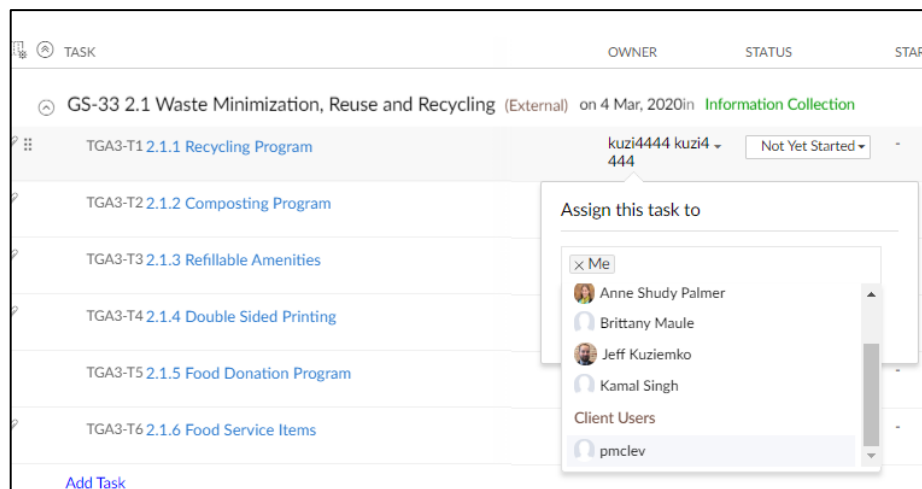 TASK OWNER STATUS
GS-33 2.1 Waste Minimization, Reuse and Recycling (External) on 4 Mar, 2020in Information Collection
TGA3-T1 2.1.1 Recycling Program kuzi4444 kuzi4 Not Yet Started -
444
TGA3-T2 2.1.2 Composting Program
Assign this task to
TGA3-T3 2.1.3 Refillable Amenities
× Me
Anne Shudy Palmer
TGA3-T4 2.1.4 Double Sided Printing
Brittany Maule
Jeff Kuziemko
TGA3-T5 2.1.5 Food Donation Program -
Kamal Singh
Client Users
TGA3-T6 2.1.6 Food Service Items -
pmclev
Add Task